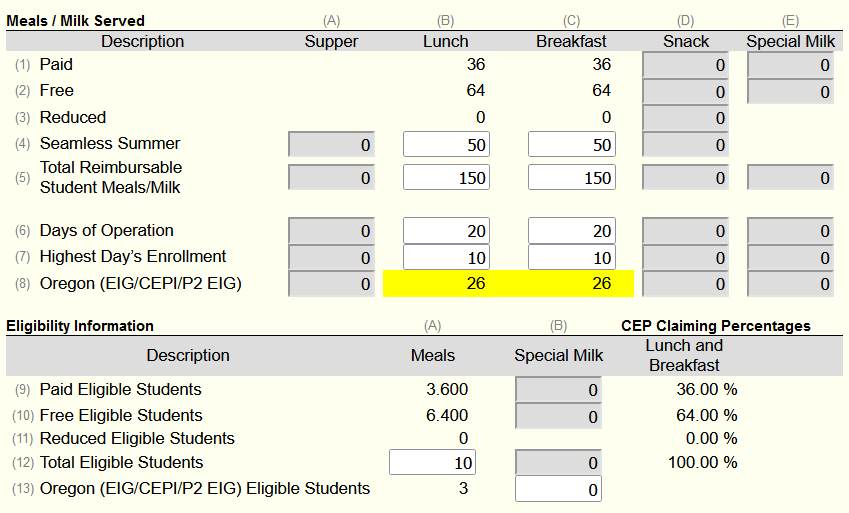 Meals / Milk Served (A) (B) (C) (D) (E)
Description Supper Lunch Breakfast Snack Special Milk
(1) Paid 36 36 0 0
(2) Free 64 64 0 0
(3) Reduced 0 0 0
(4) Seamless Summer 0 50 50 0
Total Reimbursable
(5) Student Meals/Milk 0 150 150 0 0
(6) Days of Operation 0 20 20 0 0
(7) Highest Day's Enrollment 0 10 10 0 0
(8) Oregon (EIG/CEPI/P2 EIG) 0 26 26 0 0
Eligibility Information (A) (B) CEP Claiming Percentages
Description Meals Special Milk Lunch and
Breakfast
(9) Paid Eligible Students 3.600 0 36.00 %
(10) Free Eligible Students 6.400 0 64.00 %
(11) Reduced Eligible Students 0 0.00 %
(12) Total Eligible Students 10 0 100.00 %
(13) Oregon (EIG/CEPI/P2 EIG) Eligible Students 3 0